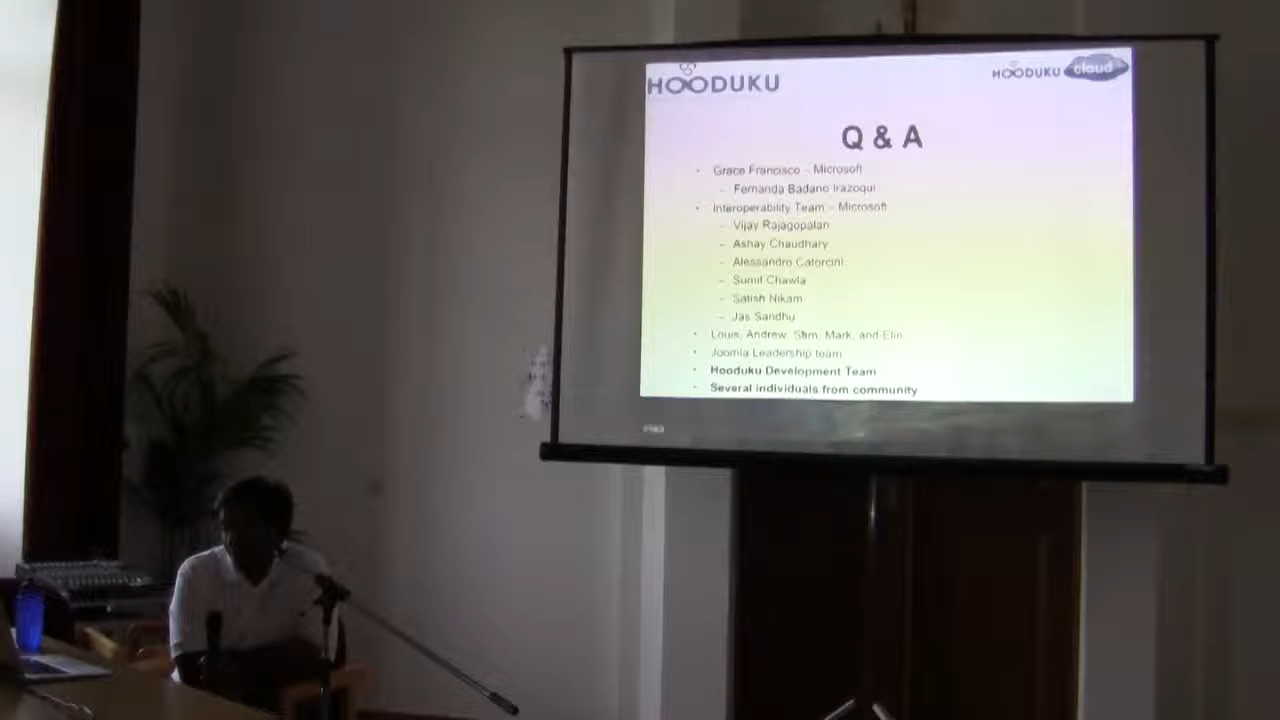 HOODUKU
HOODUKU cloud
Q & A
Grace Francisco - Microsoft
- Fernanda Badano Irazoqui
Interoperability Team - Microsoft
- Vijay Rajagopalan
- Ashay Chaudhary
- Alessandro Catorcini
- Sumit Chawla
- Satish Nikam
- Jas Sandhu
Louis, Andrew, Sam, Mark, and Elin
Joomla Leadership team
Hooduku Development Team
Several individuals from community